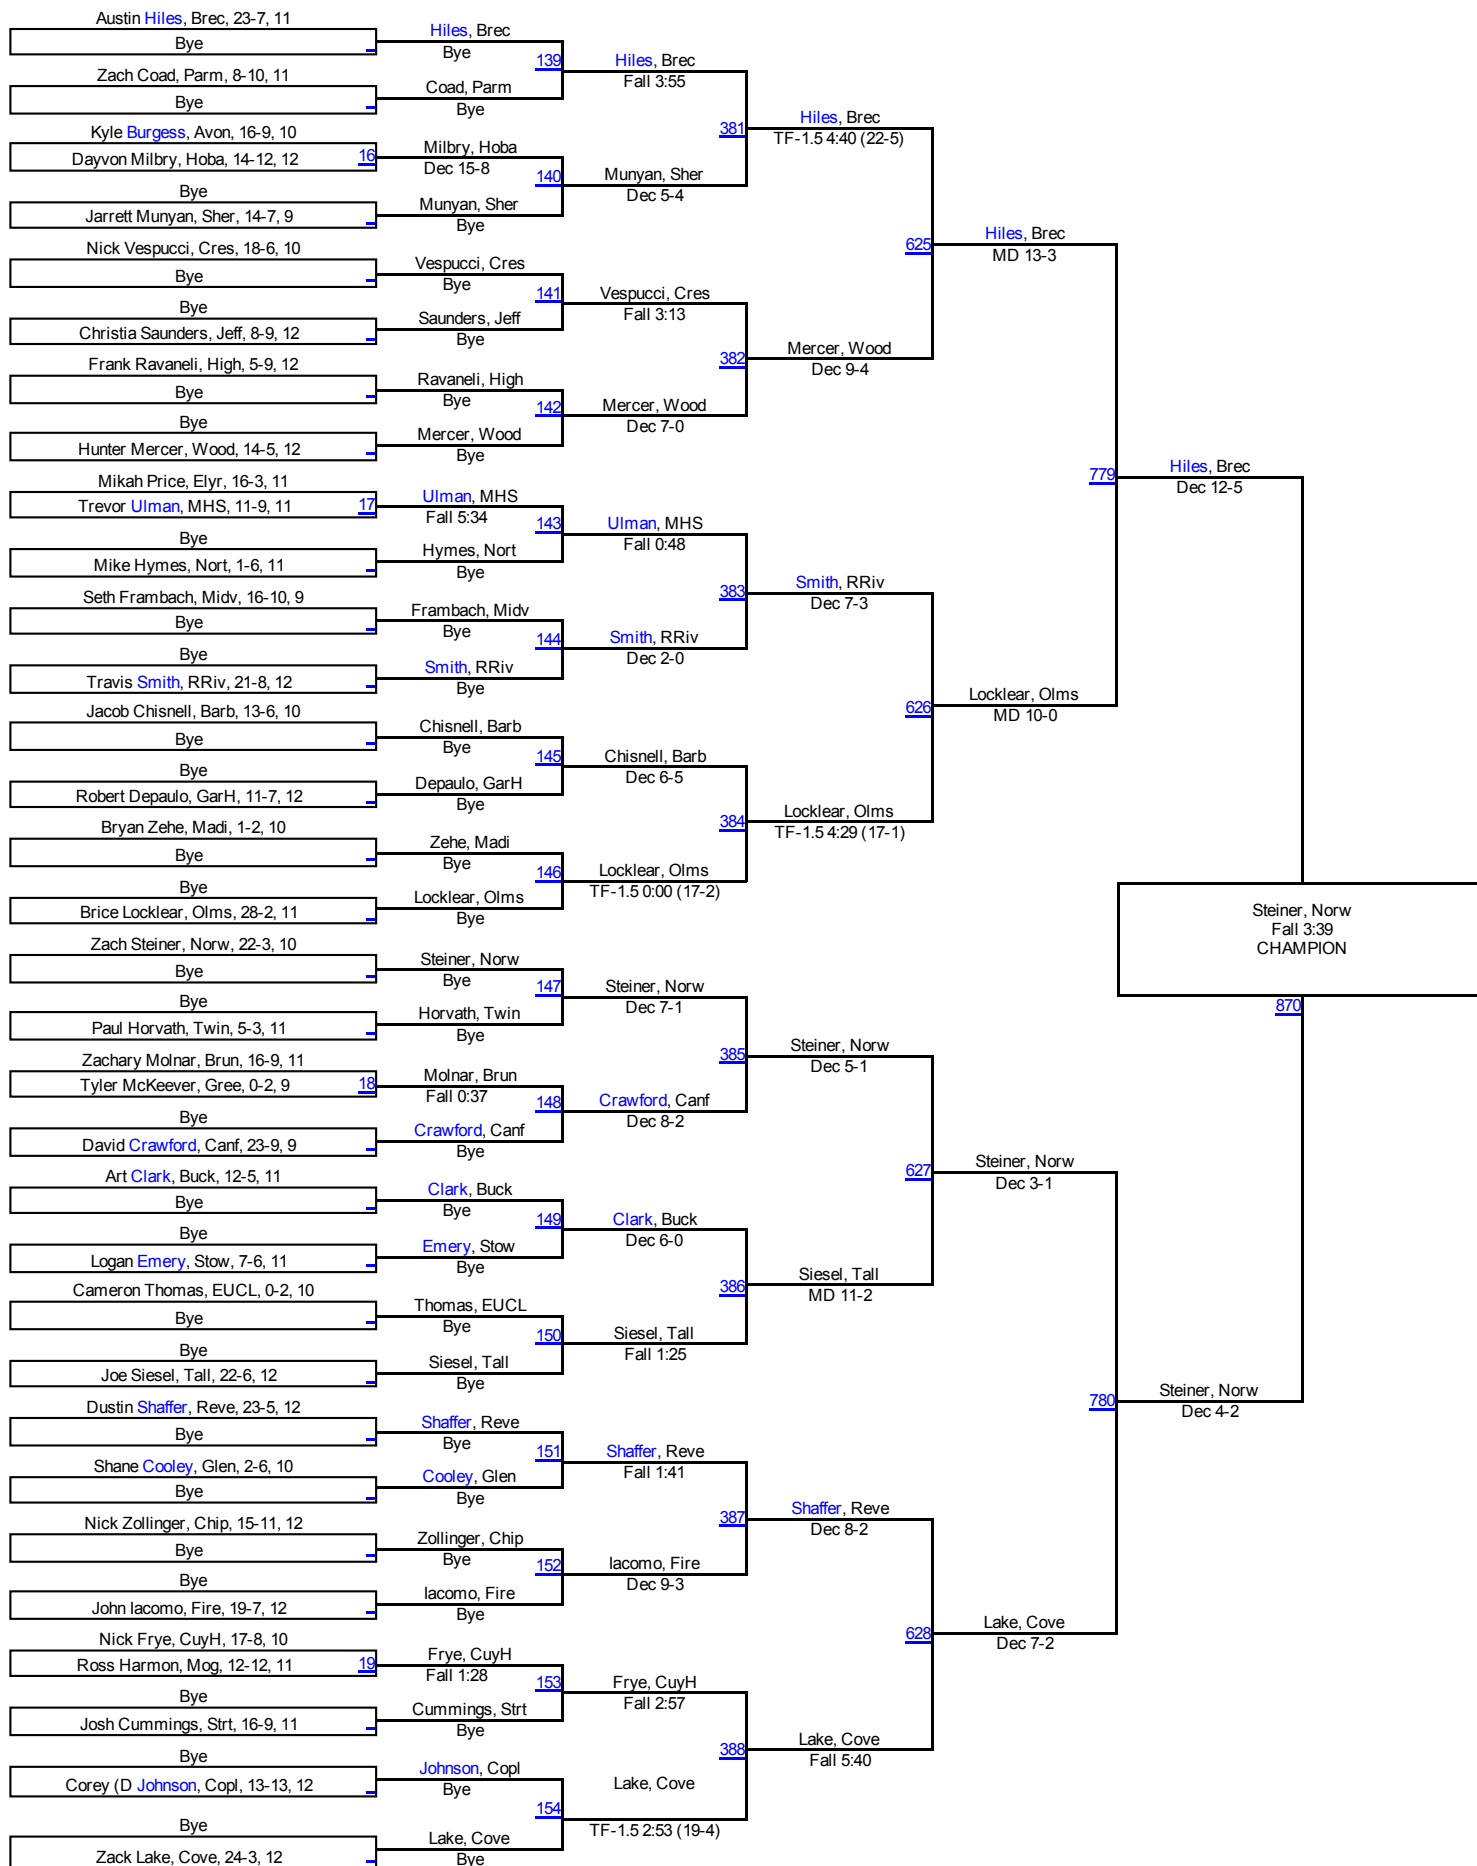 Austin Hiles, Brec, 23-7, 11
Bye
Zach Coad, Parm, 8-10, 11
Bye
Kyle Burgess, Avon, 16-9, 10
Dayvon Milbry, Hoba, 14-12, 12
16
Bye
Jarrett Munyan, Sher, 14-7, 9
Nick Vespucci, Cres, 18-6, 10
Bye
Bye
Christia Saunders, Jeff, 8-9, 12
Frank Ravaneli, High, 5-9, 12
Bye
Bye
Hunter Mercer, Wood, 14-5, 12
Mikah Price, Elyr, 16-3, 11
Trevor Ulman, MHS, 11-9, 11
17
Bye
Mike Hymes, Nort, 1-6, 11
Seth Frambach, Midv, 16-10, 9
Bye
Bye
Travis Smith, RRiv, 21-8, 12
Jacob Chisnell, Barb, 13-6, 10
Bye
Bye
Robert Depaulo, GarH, 11-7, 12
Bryan Zehe, Madi, 1-2, 10
Bye
Bye
Brice Locklear, Olms, 28-2, 11
Zach Steiner, Norw, 22-3, 10
Bye
Bye
Paul Horvath, Twin, 5-3, 11
Zachary Molnar, Brun, 16-9, 11
Tyler McKeever, Gree, 0-2, 9
18
Bye
David Crawford, Canf, 23-9, 9
Art Clark, Buck, 12-5, 11
Bye
Bye
Logan Emery, Stow, 7-6, 11
Cameron Thomas, EUCL, 0-2, 10
Bye
Bye
Joe Siesel, Tall, 22-6, 12
Dustin Shaffer, Reve, 23-5, 12
Bye
Shane Cooley, Glen, 2-6, 10
Bye
Nick Zollinger, Chip, 15-11, 12
Bye
Bye
John Iacomo, Fire, 19-7, 12
Nick Frye, CuyH, 17-8, 10
Ross Harmon, Mog, 12-12, 11
19
Bye
Josh Cummings, Strt, 16-9, 11
Bye
Corey (D Johnson, Copl, 13-13, 12
Bye
Zack Lake, Cove, 24-3, 12
Hiles, Brec
Bye
139
Coad, Parm
Bye
Milbry, Hoba
Dec 15-8
140
Munyan, Sher
Bye
Vespucci, Cres
Bye
141
Saunders, Jeff
Bye
Ravaneli, High
Bye
142
Mercer, Wood
Bye
Ulman, MHS
Fall 5:34
143
Hymes, Nort
Bye
Frambach, Midv
Bye
144
Smith, RRiv
Bye
Chisnell, Barb
Bye
145
Depaulo, GarH
Bye
Zehe, Madi
Bye
146
Locklear, Olms
Bye
Steiner, Norw
Bye
147
Horvath, Twin
Bye
Molnar, Brun
Fall 0:37
148
Crawford, Canf
Bye
Clark, Buck
Bye
149
Emery, Stow
Bye
Thomas, EUCL
Bye
150
Siesel, Tall
Bye
Shaffer, Reve
Bye
151
Cooley, Glen
Bye
Zollinger, Chip
Bye
152
Iacomo, Fire
Bye
Frye, CuyH
Fall 1:28
153
Cummings, Strt
Bye
Johnson, Copl
Bye
154
Lake, Cove
Bye
Hiles, Brec
Fall 3:55
381
Munyan, Sher
Dec 5-4
Vespucci, Cres
Fall 3:13
382
Mercer, Wood
Dec 7-0
Ulman, MHS
Fall 0:48
383
Smith, RRiv
Dec 2-0
Chisnell, Barb
Dec 6-5
384
Locklear, Olms
TF-1.5 0:00 (17-2)
Steiner, Norw
Dec 7-1
385
Crawford, Canf
Dec 8-2
Clark, Buck
Dec 6-0
386
Siesel, Tall
Fall 1:25
Shaffer, Reve
Fall 1:41
387
Iacomo, Fire
Dec 9-3
Frye, CuyH
Fall 2:57
388
Lake, Cove
TF-1.5 2:53 (19-4)
Hiles, Brec
TF-1.5 4:40 (22-5)
625
Mercer, Wood
Dec 9-4
Smith, RRiv
Dec 7-3
626
Locklear, Olms
TF-1.5 4:29 (17-1)
Steiner, Norw
Dec 5-1
627
Siesel, Tall
MD 11-2
Shaffer, Reve
Dec 8-2
628
Lake, Cove
Fall 5:40
Hiles, Brec
MD 13-3
779
Locklear, Olms
MD 10-0
Steiner, Norw
Dec 3-1
780
Lake, Cove
Dec 7-2
Hiles, Brec
Dec 12-5
Steiner, Norw
Fall 3:39
CHAMPION
870
Steiner, Norw
Dec 4-2